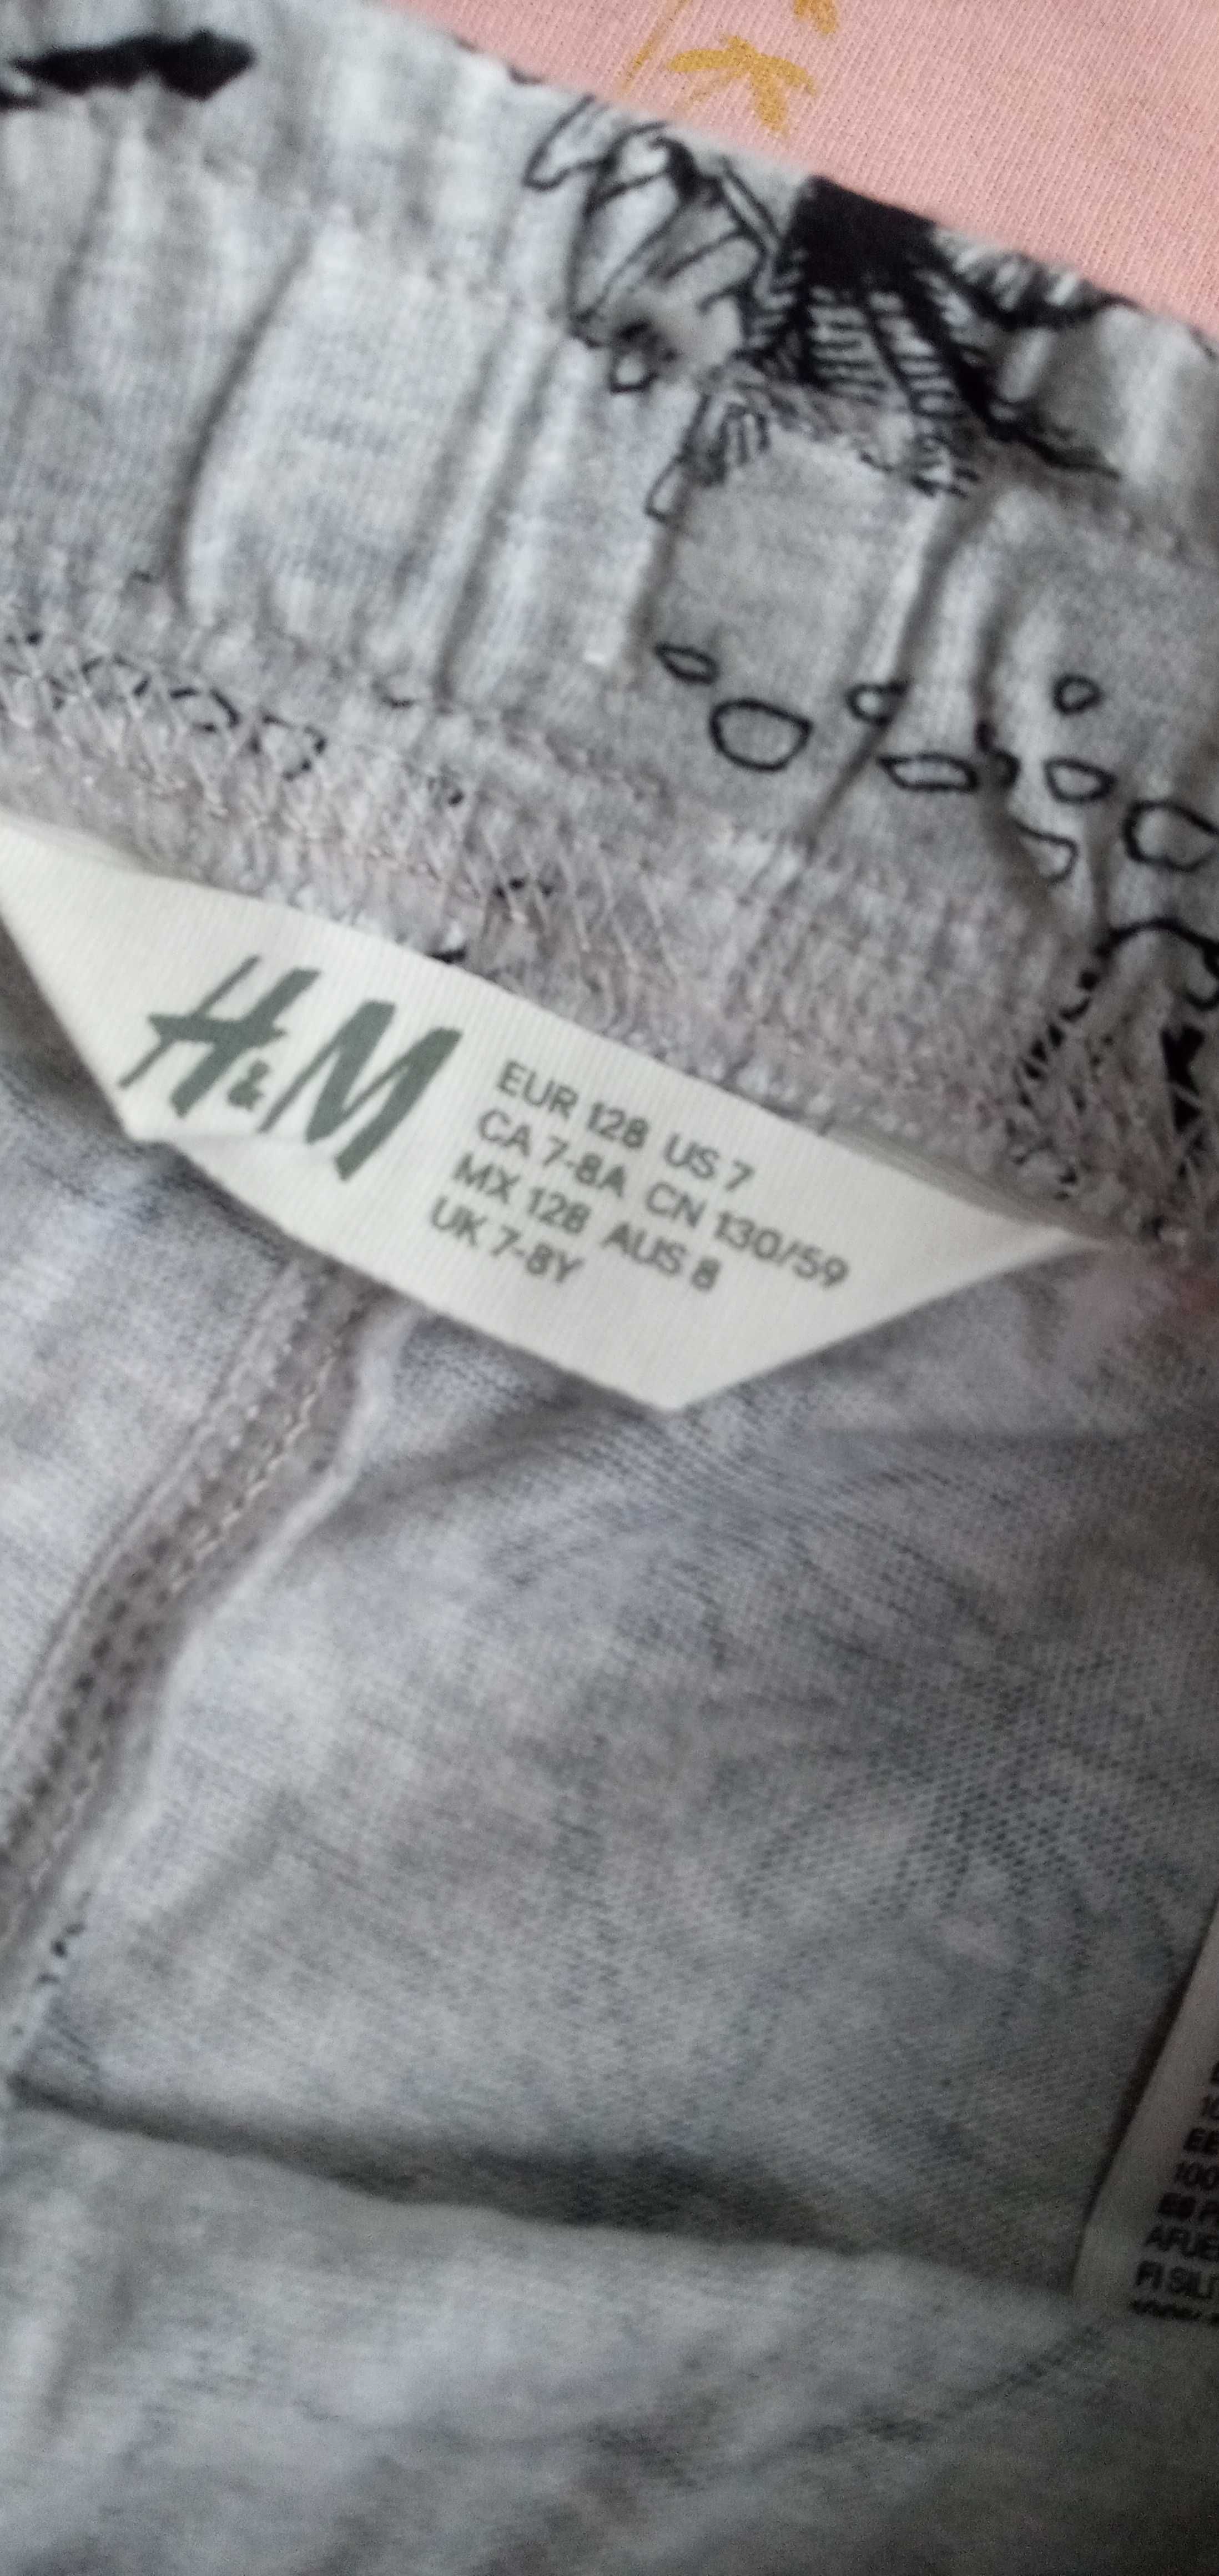 H&M
EUR 128 US 7
CA 7-8A CN 130/59
MX 128 AUS 8
UK 7-8Y